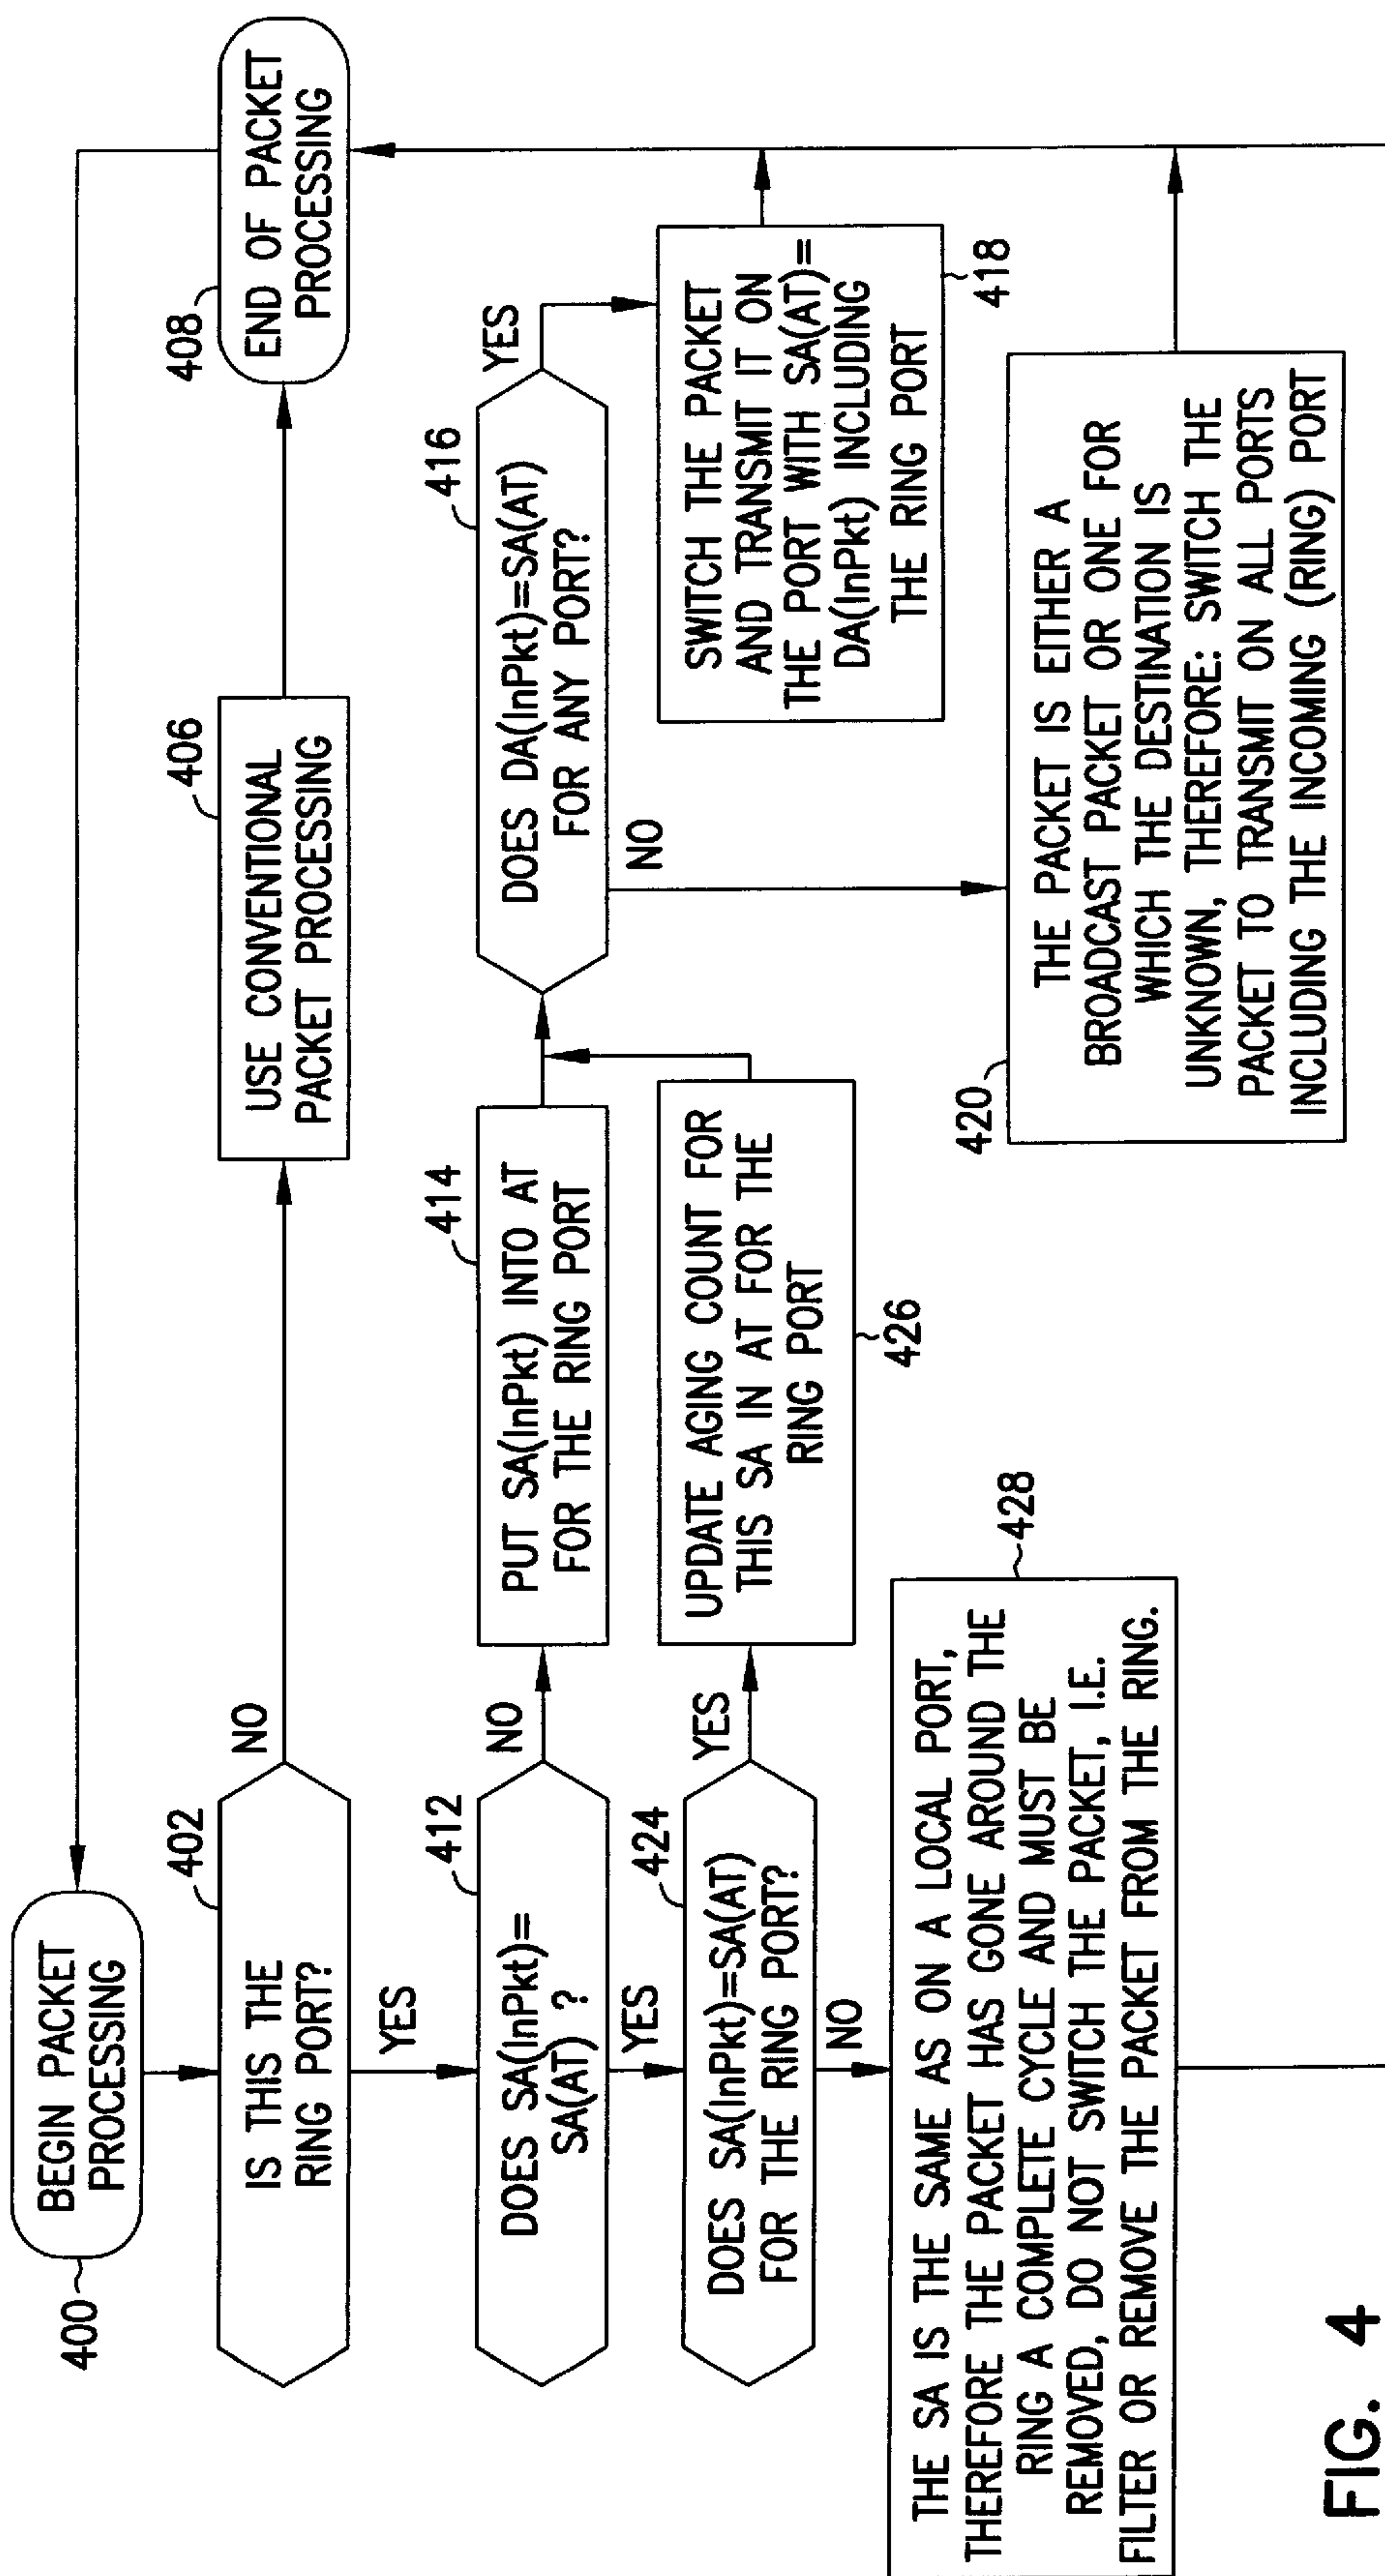 400
BEGIN PACKET
PROCESSING
402
IS THIS THE
RING PORT?
NO
YES
406
USE CONVENTIONAL
PACKET PROCESSING
408
END OF PACKET
PROCESSING
412
DOES SA(InPkt)=
SA(AT) ?
NO
YES
414
PUT SA(InPkt) INTO AT
FOR THE RING PORT
416
DOES DA(InPkt)=SA(AT)
FOR ANY PORT?
YES
NO
SWITCH THE PACKET
AND TRANSMIT IT ON
THE PORT WITH SA(AT)=
DA(InPkt) INCLUDING
THE RING PORT
418
424
DOES SA(InPkt)=SA(AT)
FOR THE RING PORT?
YES
NO
UPDATE AGING COUNT FOR
THIS SA IN AT FOR THE
RING PORT
426
420
THE PACKET IS EITHER A
BROADCAST PACKET OR ONE FOR
WHICH THE DESTINATION IS
UNKNOWN, THEREFORE: SWITCH THE
PACKET TO TRANSMIT ON ALL PORTS
INCLUDING THE INCOMING (RING) PORT
428
THE SA IS THE SAME AS ON A LOCAL PORT,
THEREFORE THE PACKET HAS GONE AROUND THE
RING A COMPLETE CYCLE AND MUST BE
REMOVED, DO NOT SWITCH THE PACKET, I.E.
FILTER OR REMOVE THE PACKET FROM THE RING.
FIG. 4